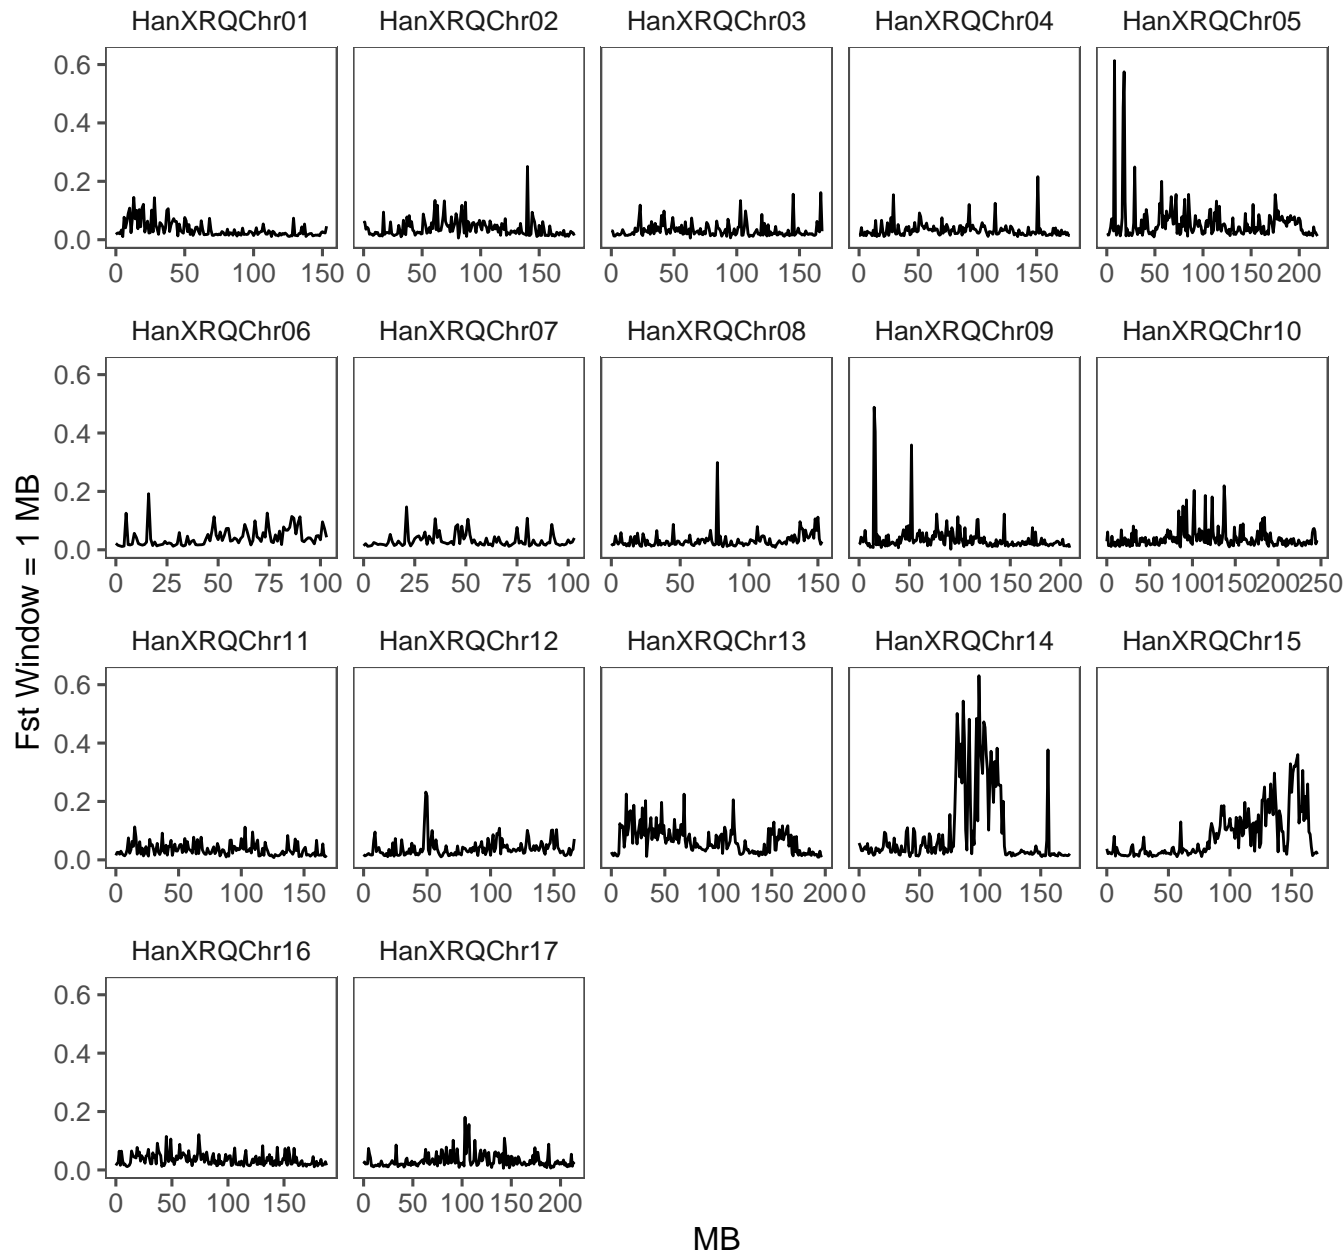 HanXRQChr01 HanXRQChr02 HanXRQChr03 HanXRQChr04 HanXRQChr05
0.6
0.4
0.2
0.0
0 50 100 150 0 50 100 150 0 50 100 150 0 50 100 150 0 50 100 150 200
HanXRQChr06 HanXRQChr07 HanXRQChr08 HanXRQChr09 HanXRQChr10
0.6
0.4
0.2
0.0
0 25 50 75 100 0 25 50 75 100 0 50 100 150 0 50 100 150 200 0 50 100 150 200 250
HanXRQChr11 HanXRQChr12 HanXRQChr13 HanXRQChr14 HanXRQChr15
0.6
0.4
0.2
0.0
0 50 100 150 0 50 100 150 0 50 100 150 200 0 50 100 150 0 50 100 150
HanXRQChr16 HanXRQChr17
0.6
0.4
0.2
0.0
0 50 100 150 0 50 100 150 200
Fst Window = 1 MB
MB